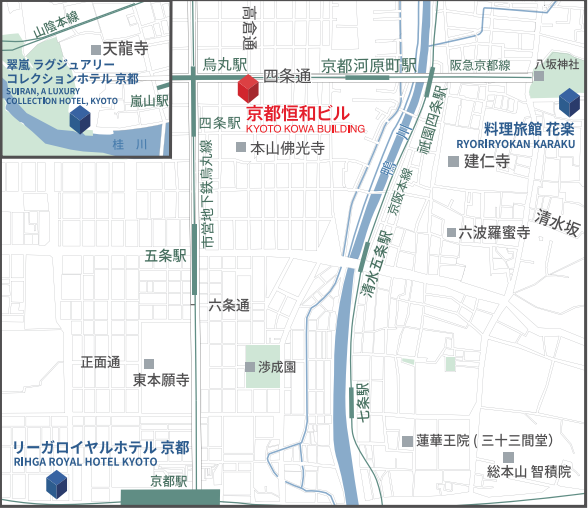 山陰本線
天龍寺
翠嵐 ラグジュアリー
コレクションホテル 京都
SUIRAN, A LUXURY
COLLECTION HOTEL, KYOTO
嵐山駅
桂 川
高倉通
烏丸駅
四条通
京都河原町駅
阪急京都線
八坂神社
京都恒和ビル
KYOTO KOWA BUILDING
四条駅
本山佛光寺
市営地下鉄烏丸線
鴨 川
祇園四条駅
料理旅館 花楽
RYORIRYOKAN KARAKU
建仁寺
京阪本線
六波羅蜜寺
清水坂
五条駅
清水五条駅
六条通
正面通
東本願寺
渉成園
七条駅
リーガロイヤルホテル 京都
RIHGA ROYAL HOTEL KYOTO
蓮華王院 ( 三十三間堂）
総本山 智積院
京都駅